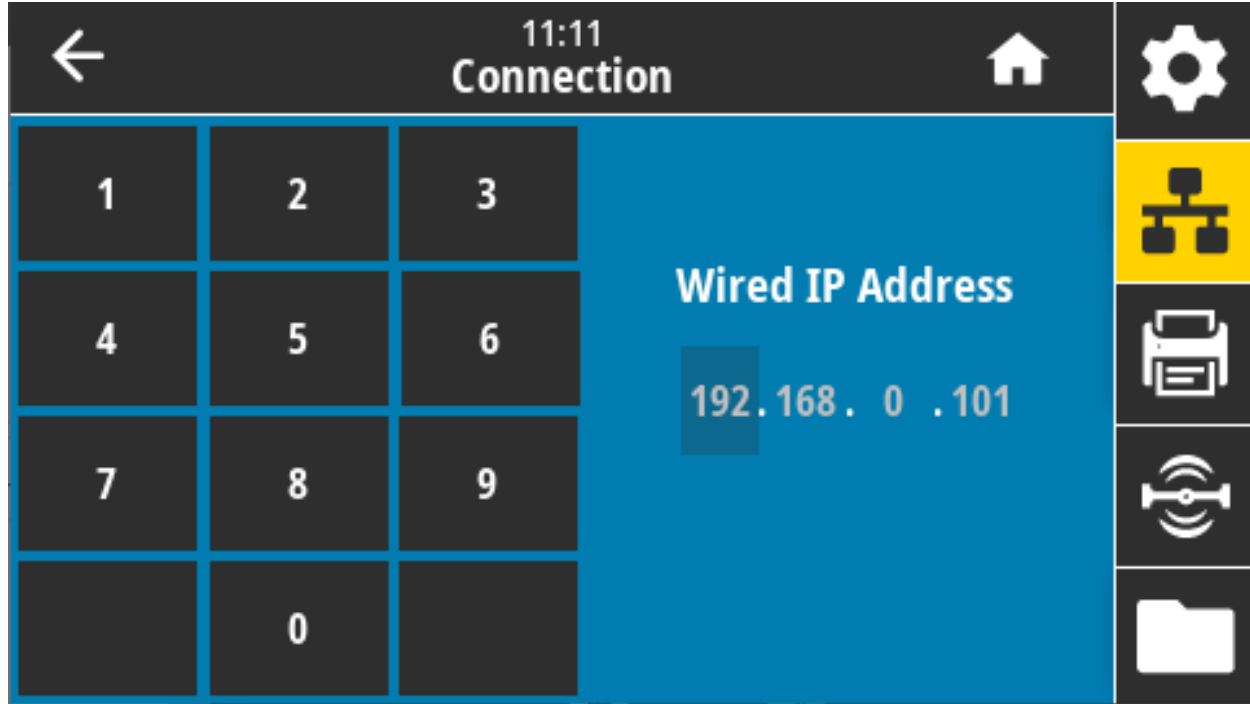 11:11
Connection
1 2 3
4 5 6
7 8 9
0
Wired IP Address
192.168. 0 .101